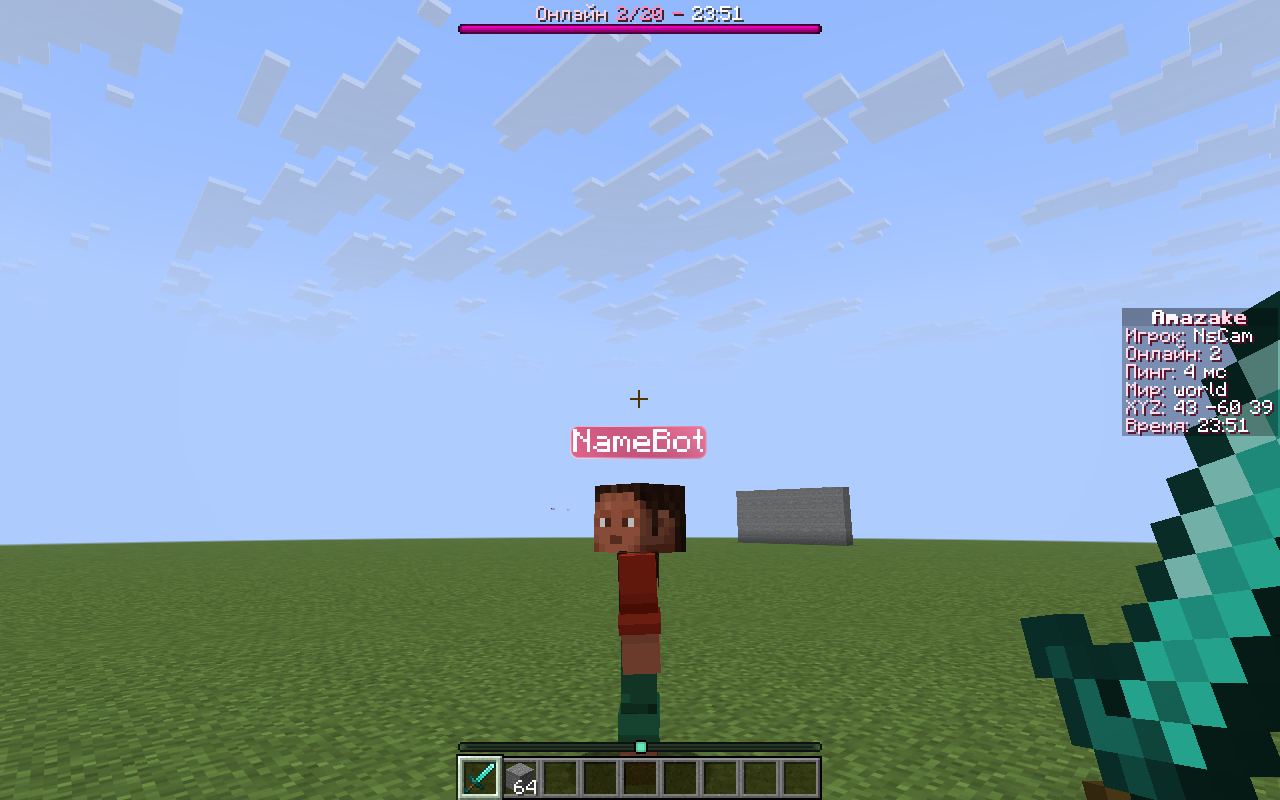 Онлайн 2/20 - 23:51
Amazake
Игрок: NsCam
Онлайн: 2
Пинг: 4 мс
Мир: world
XYZ: 43 -60 39
Время: 23:51
NameBot
64